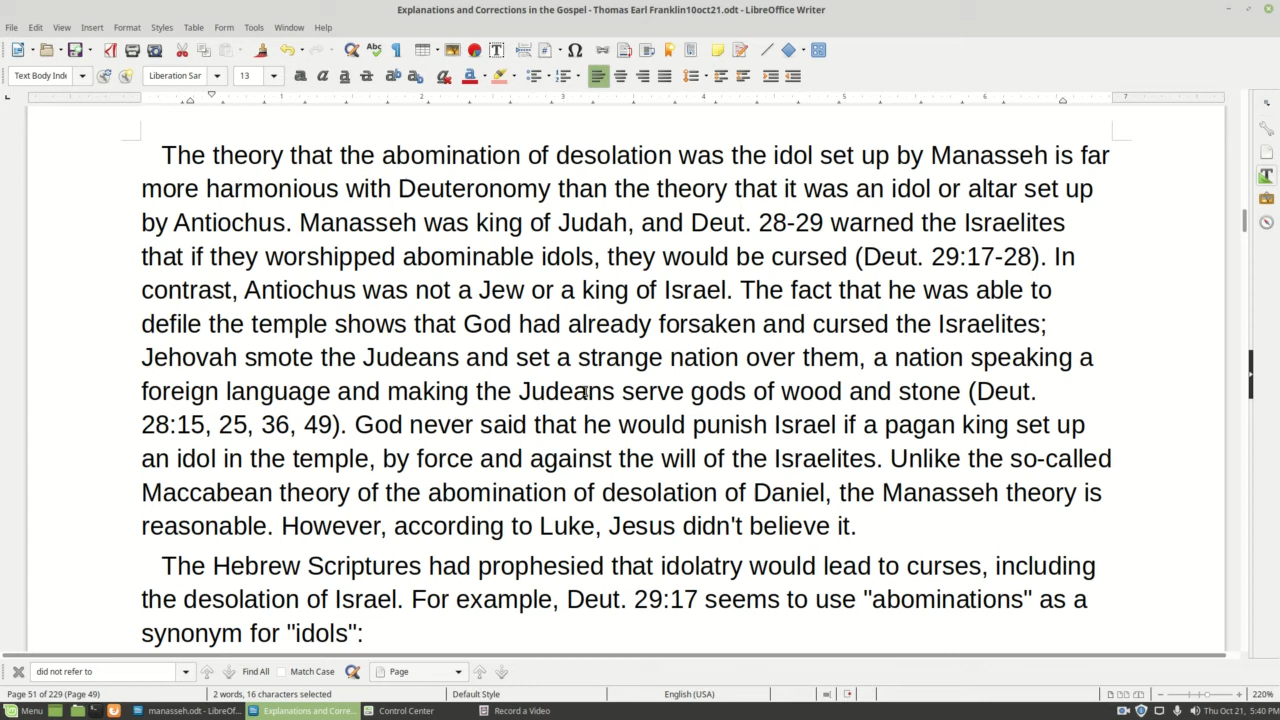 Explanations and Corrections in the Gospel - Thomas Earl Franklin10oct21.odt - LibreOffice Writer
File Edit View Insert Format Styles Table Form Tools Window Help
Text Body Ind Liberation Sar 13
1 2 3 4 5 6 7
The theory that the abomination of desolation was the idol set up by Manasseh is far
more harmonious with Deuteronomy than the theory that it was an idol or altar set up
by Antiochus. Manasseh was king of Judah, and Deut. 28-29 warned the Israelites
that if they worshipped abominable idols, they would be cursed (Deut. 29:17-28). In
contrast, Antiochus was not a Jew or a king of Israel. The fact that he was able to
defile the temple shows that God had already forsaken and cursed the Israelites;
Jehovah smote the Judeans and set a strange nation over them, a nation speaking a
foreign language and making the Judeans serve gods of wood and stone (Deut.
28:15, 25, 36, 49). God never said that he would punish Israel if a pagan king set up
an idol in the temple, by force and against the will of the Israelites. Unlike the so-called
Maccabean theory of the abomination of desolation of Daniel, the Manasseh theory is
reasonable. However, according to Luke, Jesus didn't believe it.
The Hebrew Scriptures had prophesied that idolatry would lead to curses, including
the desolation of Israel. For example, Deut. 29:17 seems to use "abominations" as a
synonym for "idols":
did not refer to Find All Match Case Page
Page 51 of 229 (Page 49) 2 words, 16 characters selected Default Style English (USA) 220%
Menu manasseh.odt - LibreOf... Explanations and Corre... Control Center Record a Video Thu Oct 21, 5:40 PM